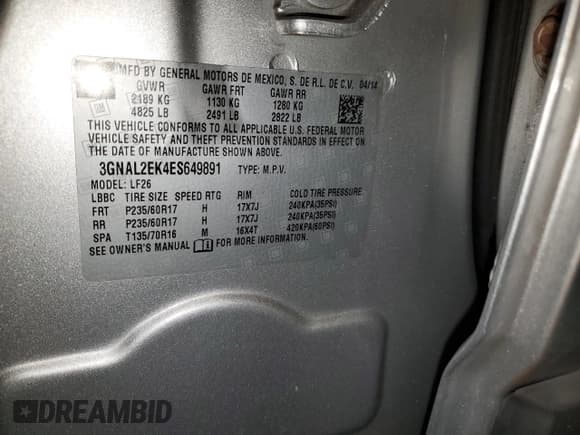 MFD BY GENERAL MOTORS DE MEXICO, S. DE R.L. DE C.V. 04/14
GVWR GAWR FRT GAWR RR
2189 KG 1130 KG 1280 KG
4825 LB 2491 LB 2822 LB
THIS VEHICLE CONFORMS TO ALL APPLICABLE U.S. FEDERAL MOTOR
VEHICLE SAFETY AND THEFT PREVENTION STANDARDS IN EFFECT ON
THE DATE OF MANUFACTURE SHOWN ABOVE.
3GNAL2EK4ES649891 TYPE: M.P.V.
MODEL: LF26
LBBC TIRE SIZE SPEED RTG RIM COLD TIRE PRESSURE
FRT P235/60R17 H 17X7J 240KPA(35PSI)
RR P235/60R17 H 17X7J 240KPA(35PSI)
SPA T135/70R16 M 16X4T 420KPA(60PSI)
SEE OWNER'S MANUAL FOR MORE INFORMATION.
DREAMBID